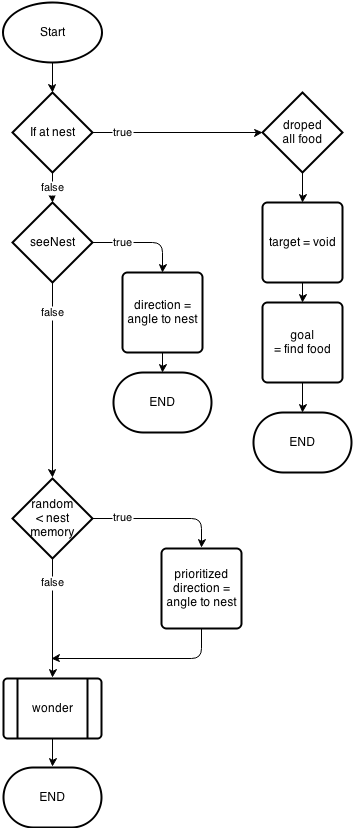 Start
If at nest
true
droped
all food
false
seeNest
true
target = void
direction =
angle to nest
false
goal
= find food
END
END
random
< nest
memory
true
prioritized
direction =
angle to nest
false
wonder
END